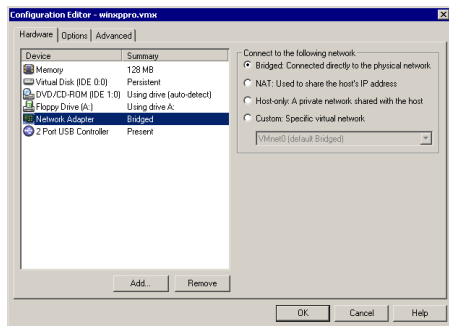 Configuration Editor - winxppro.vmx
Hardware Options Advanced
Device Summary
Memory 128 MB
Virtual Disk (IDE 0:0) Persistent
DVD/CD-ROM (IDE 1:0) Using drive (auto-detect)
Floppy Drive (A:) Using drive A:
Network Adapter Bridged
2 Port USB Controller Present
Add... Remove
Connect to the following network
Bridged: Connected directly to the physical network
NAT: Used to share the host's IP address
Host-only: A private network shared with the host
Custom: Specific virtual network
VMnet0 (default Bridged)
OK Cancel Help